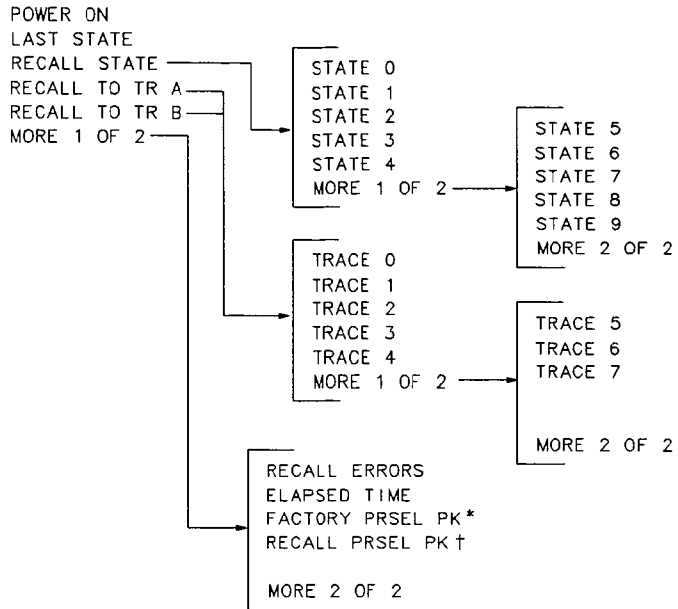 POWER ON
LAST STATE
RECALL STATE
RECALL TO TR A
RECALL TO TR B
MORE 1 OF 2
STATE 0
STATE 1
STATE 2
STATE 3
STATE 4
MORE 1 OF 2
STATE 5
STATE 6
STATE 7
STATE 8
STATE 9
MORE 2 OF 2
TRACE 0
TRACE 1
TRACE 2
TRACE 3
TRACE 4
MORE 1 OF 2
TRACE 5
TRACE 6
TRACE 7
MORE 2 OF 2
RECALL ERRORS
ELAPSED TIME
FACTORY PRSEL PK*
RECALL PRSEL PK†
MORE 2 OF 2